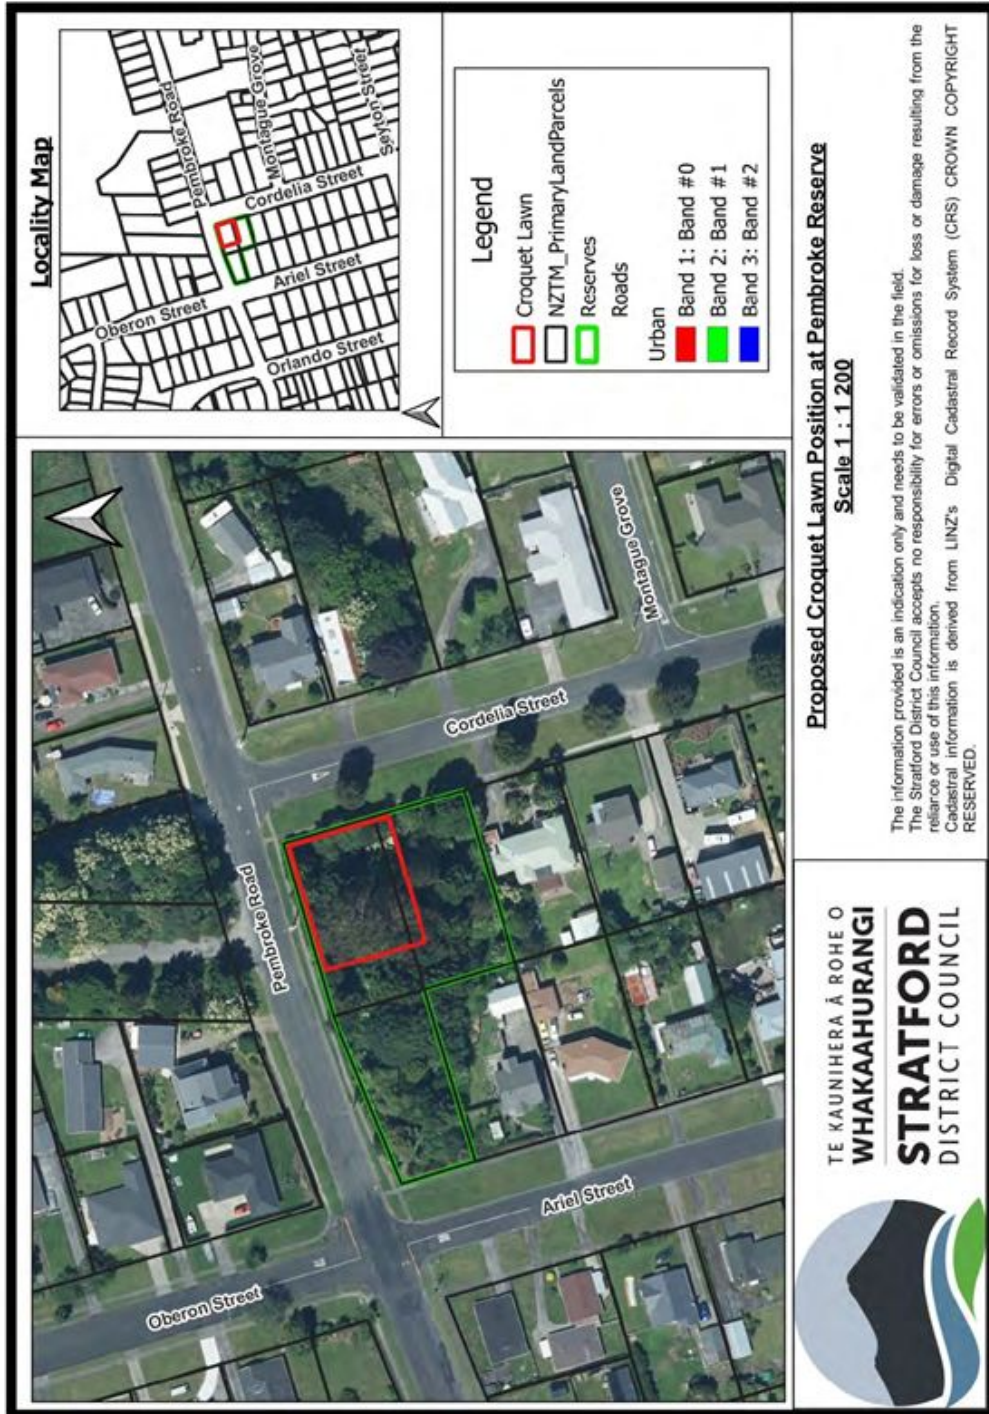 Locality Map
Pembroke Road
Montague Grove
Seyton Street
Cordelia Street
Ariel Street
Oberon Street
Orlando Street
Legend
Croquet Lawn
NZTM_PrimaryLandParcels
Reserves
Roads
Urban
Band 1: Band #0
Band 2: Band #1
Band 3: Band #2
Pembroke Road
Montague Grove
Cordelia Street
Ariel Street
Oberon Street
Proposed Croquet Lawn Position at Pembroke Reserve
Scale 1 : 1 200
The information provided is an indication only and needs to be validated in the field.
The Stratford District Council accepts no responsibility for errors or omissions for loss or damage resulting from the
reliance or use of this information.
Cadastral information is derived from LINZ's Digital Cadastral Record System (CRS) CROWN COPYRIGHT
RESERVED.
TE KAUNIHERA Ā ROHE O
WHAKAAHURANGI
STRATFORD
DISTRICT COUNCIL